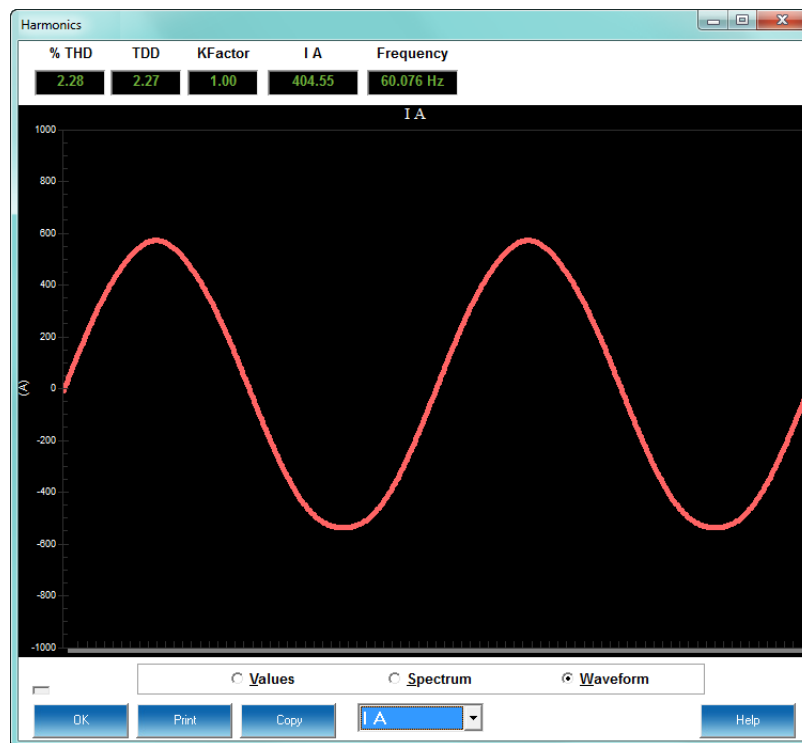 Harmonics
% THD TDD KFactor I A Frequency
2.28 2.27 1.00 404.55 60.076 Hz
I A
1000
800
600
400
200
0
(A)
-200
-400
-600
-800
-1000
Values Spectrum Waveform
OK Print Copy I A Help